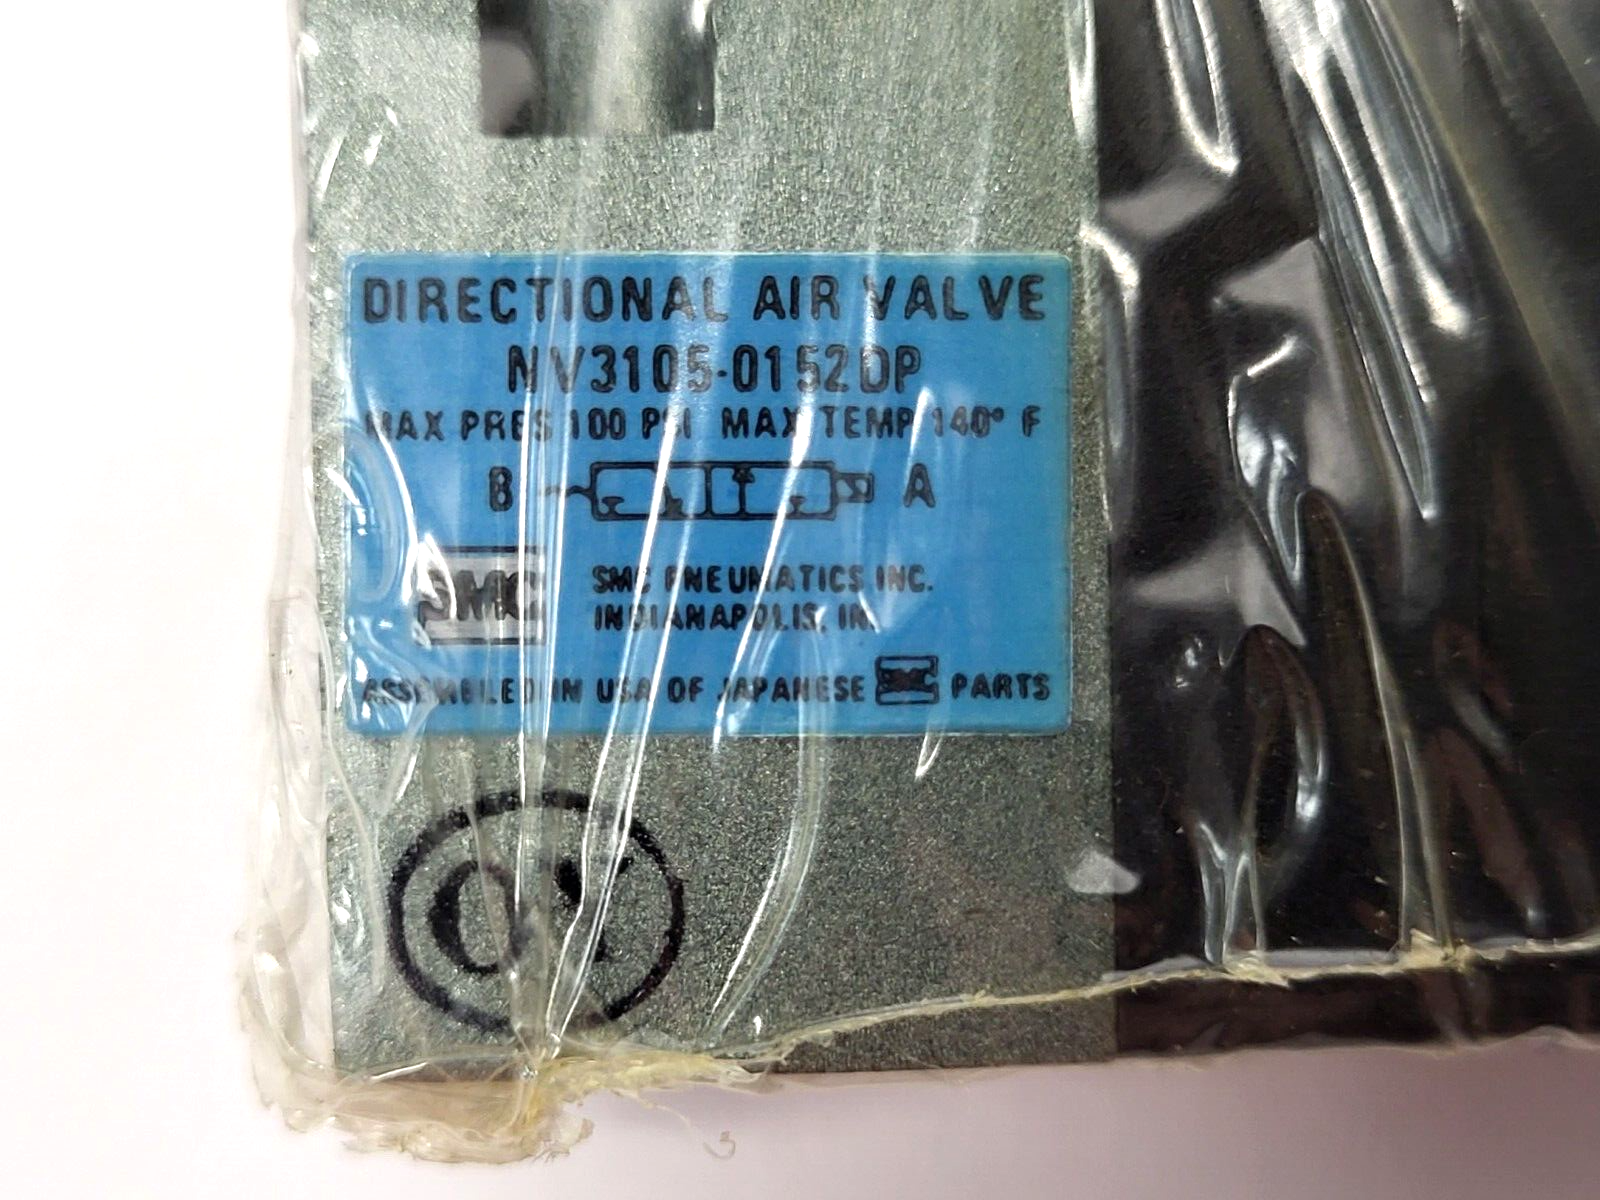 DIRECTIONAL AIR VALVE
NV3105-0152DP
MAX PRES 100 PSI MAX TEMP 140° F
B A
SMC SMC PNEUMATICS INC.
INDIANAPOLIS, IN.
ASSEMBLED IN USA OF JAPANESE SMC PARTS